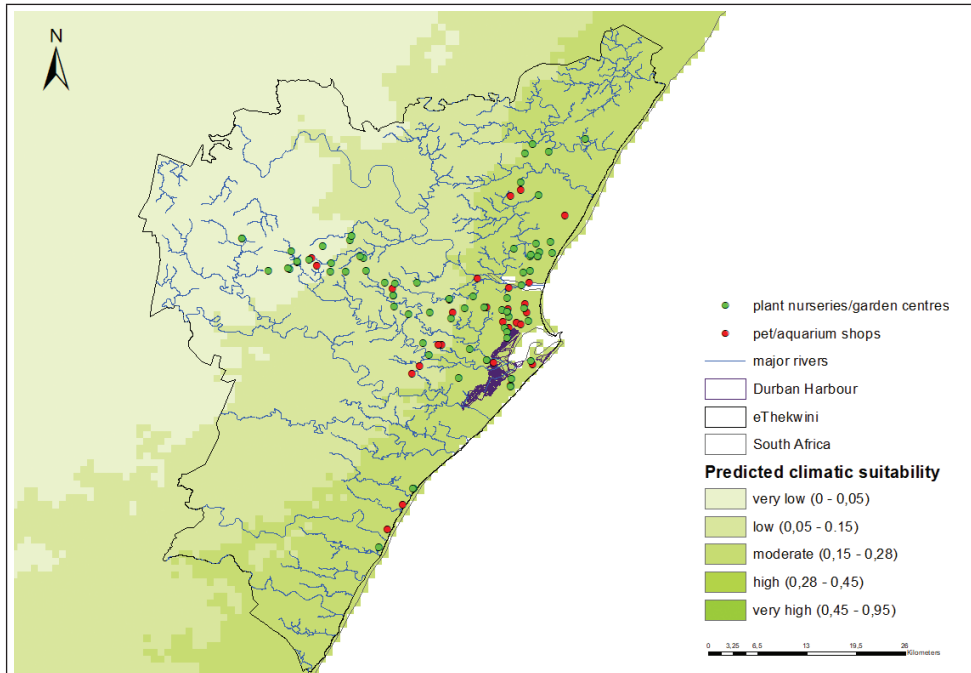 N
plant nurseries/garden centres
pet/aquarium shops
major rivers
Durban Harbour
eThekwini
South Africa
Predicted climatic suitability
very low (0 - 0,05)
low (0,05 - 0.15)
moderate (0,15 - 0,28)
high (0,28 - 0,45)
very high (0,45 - 0,95)
0 3,25 6,5 13 19,5 26
Kilometers